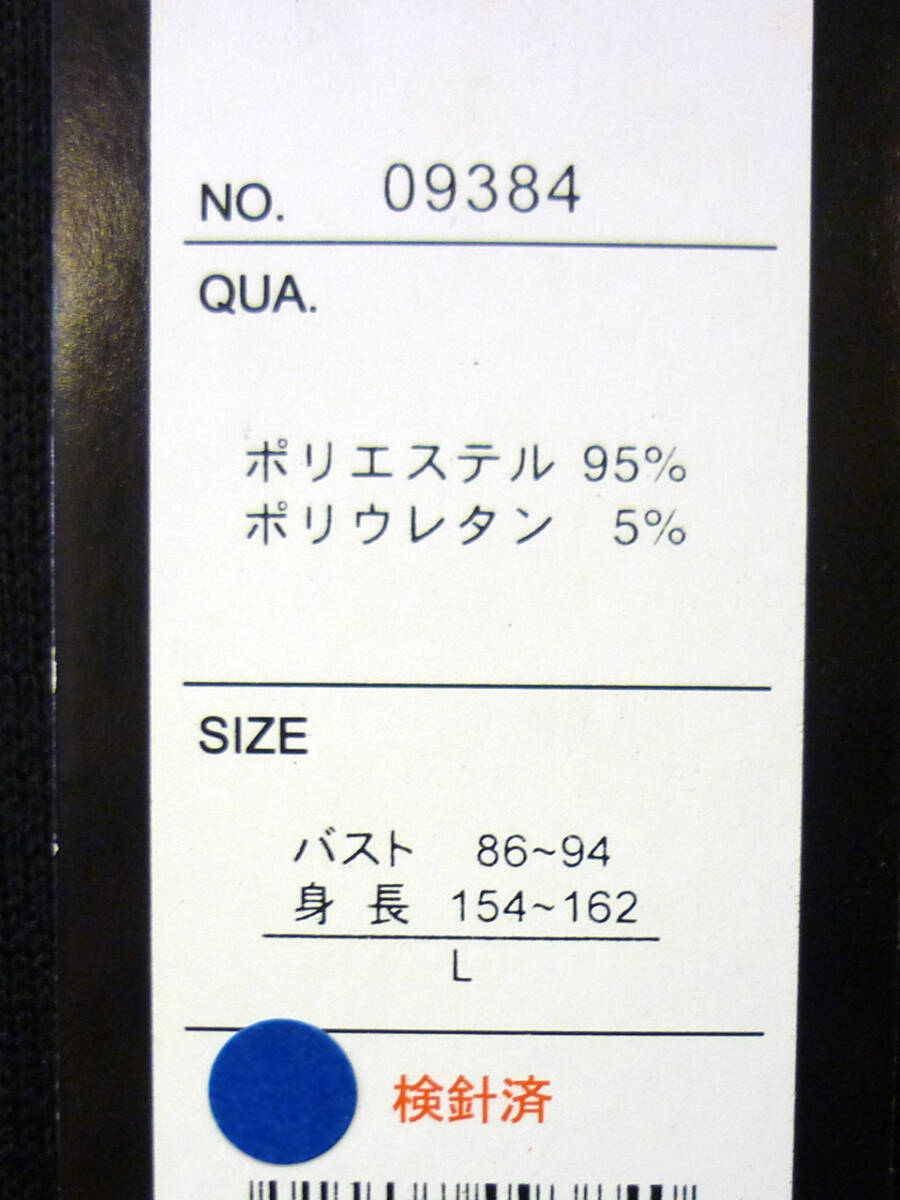 NO. 09384
QUA.
ポリエステル 95%
ポリウレタン 5%
SIZE
バスト 86~94
身長 154~162
L
検針済